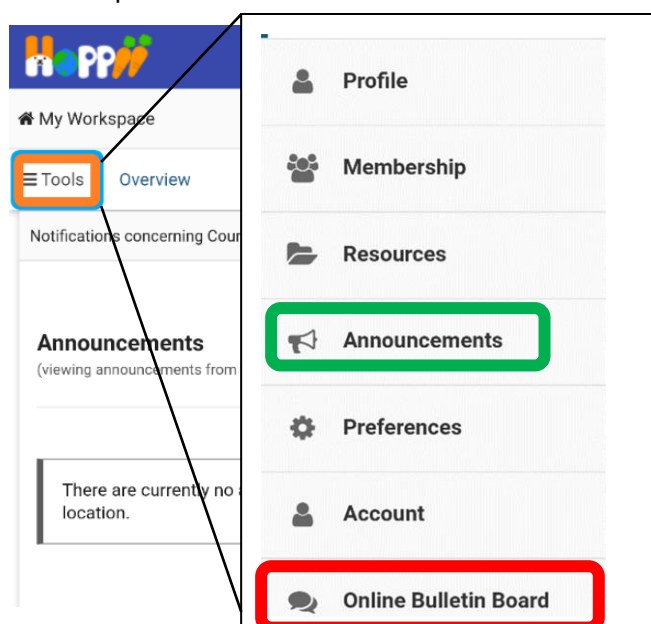 Hoppii
My Workspace
Tools Overview
Notifications concerning Cour
Announcements
(viewing announcements from
There are currently no
location.
Profile
Membership
Resources
Announcements
Preferences
Account
Online Bulletin Board